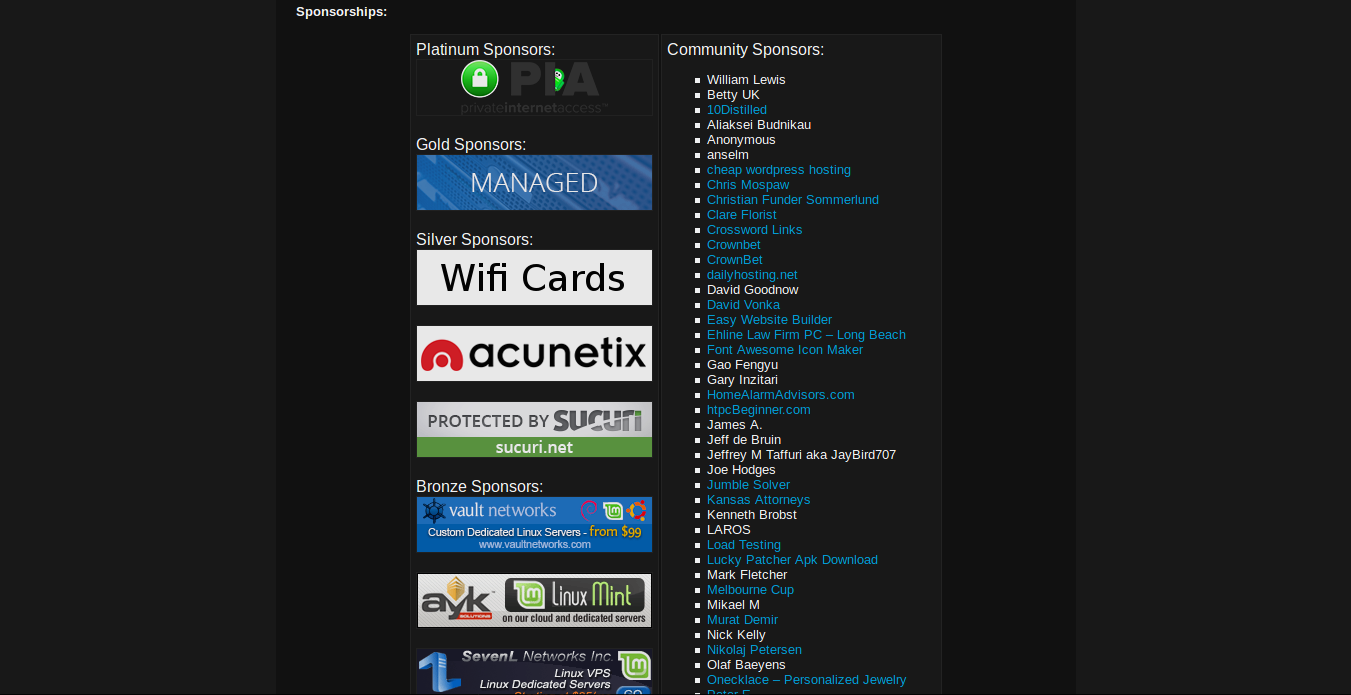 Sponsorships:
Platinum Sponsors:
PIA
privateinternetaccess™
Gold Sponsors:
MANAGED
Silver Sponsors:
Wifi Cards
acunetix
PROTECTED BY SUCURI
sucuri.net
Bronze Sponsors:
vault networks
Custom Dedicated Linux Servers - from $99
www.vaultnetworks.com
ayk™
SOLUTIONS
Linux Mint
on our cloud and dedicated servers
SevenL Networks Inc.
Linux VPS
Linux Dedicated Servers
Community Sponsors:
William Lewis
Betty UK
10Distilled
Aliaksei Budnikau
Anonymous
anselm
cheap wordpress hosting
Chris Mospaw
Christian Funder Sommerlund
Clare Florist
Crossword Links
Crownbet
CrownBet
dailyhosting.net
David Goodnow
David Vonka
Easy Website Builder
Ehline Law Firm PC – Long Beach
Font Awesome Icon Maker
Gao Fengyu
Gary Inzitari
HomeAlarmAdvisors.com
htpcBeginner.com
James A.
Jeff de Bruin
Jeffrey M Taffuri aka JayBird707
Joe Hodges
Jumble Solver
Kansas Attorneys
Kenneth Brobst
LAROS
Load Testing
Lucky Patcher Apk Download
Mark Fletcher
Melbourne Cup
Mikael M
Murat Demir
Nick Kelly
Nikolaj Petersen
Olaf Baeyens
Onecklace – Personalized Jewelry